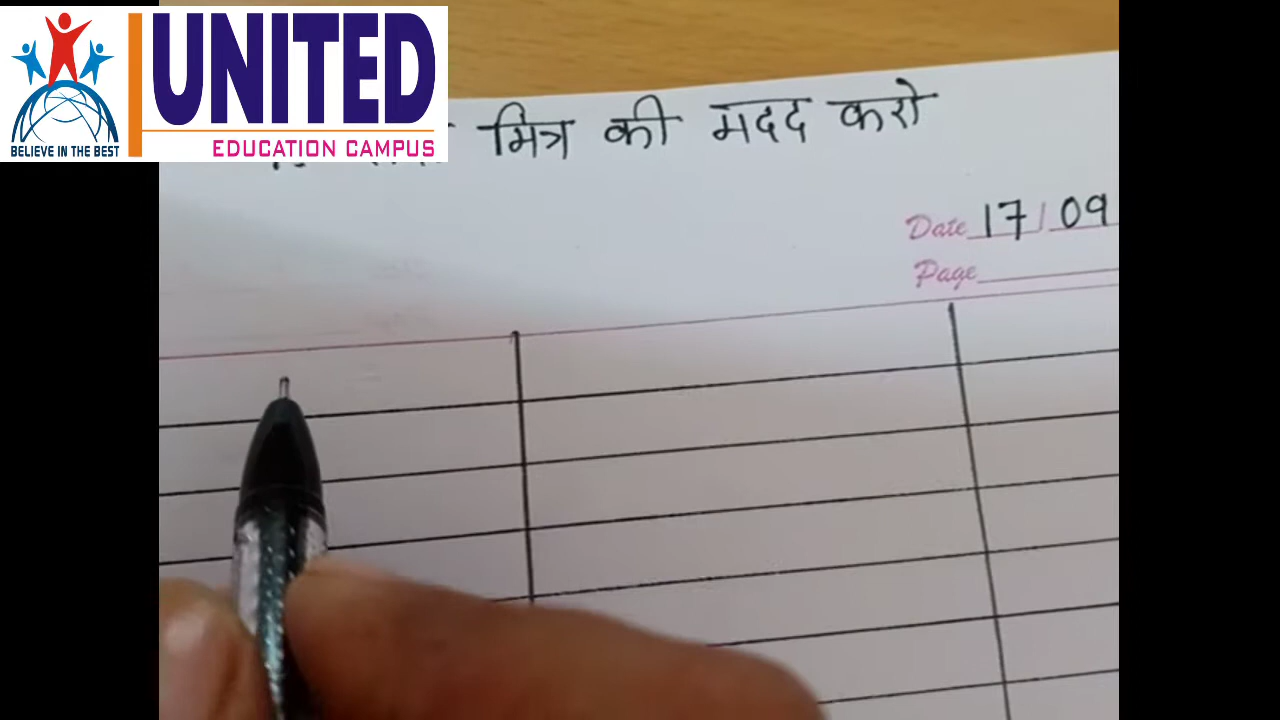 UNITED
EDUCATION CAMPUS
BELIEVE IN THE BEST
मित्र की मदद करो
Date 17/09
Page